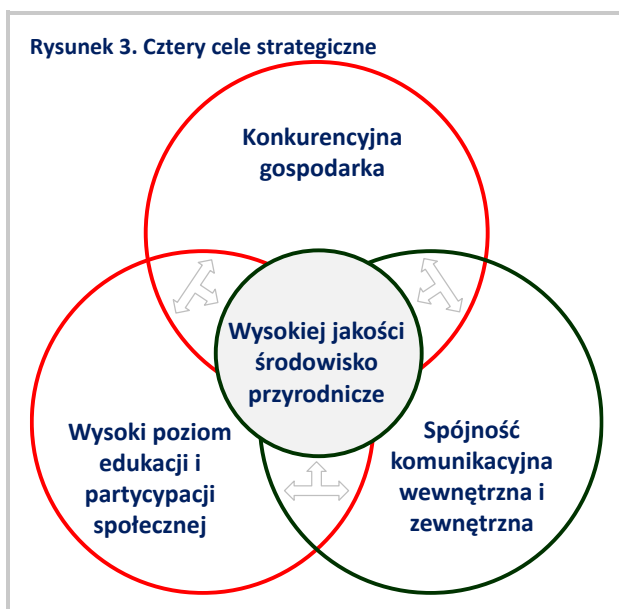 Rysunek 3. Cztery cele strategiczne
Konkurencyjna
gospodarka
Wysokiej jakości
środowisko
przyrodnicze
Wysoki poziom
edukacji i
partycypacji
społecznej
Spójność
komunikacyjna
wewnętrzna i
zewnętrzna